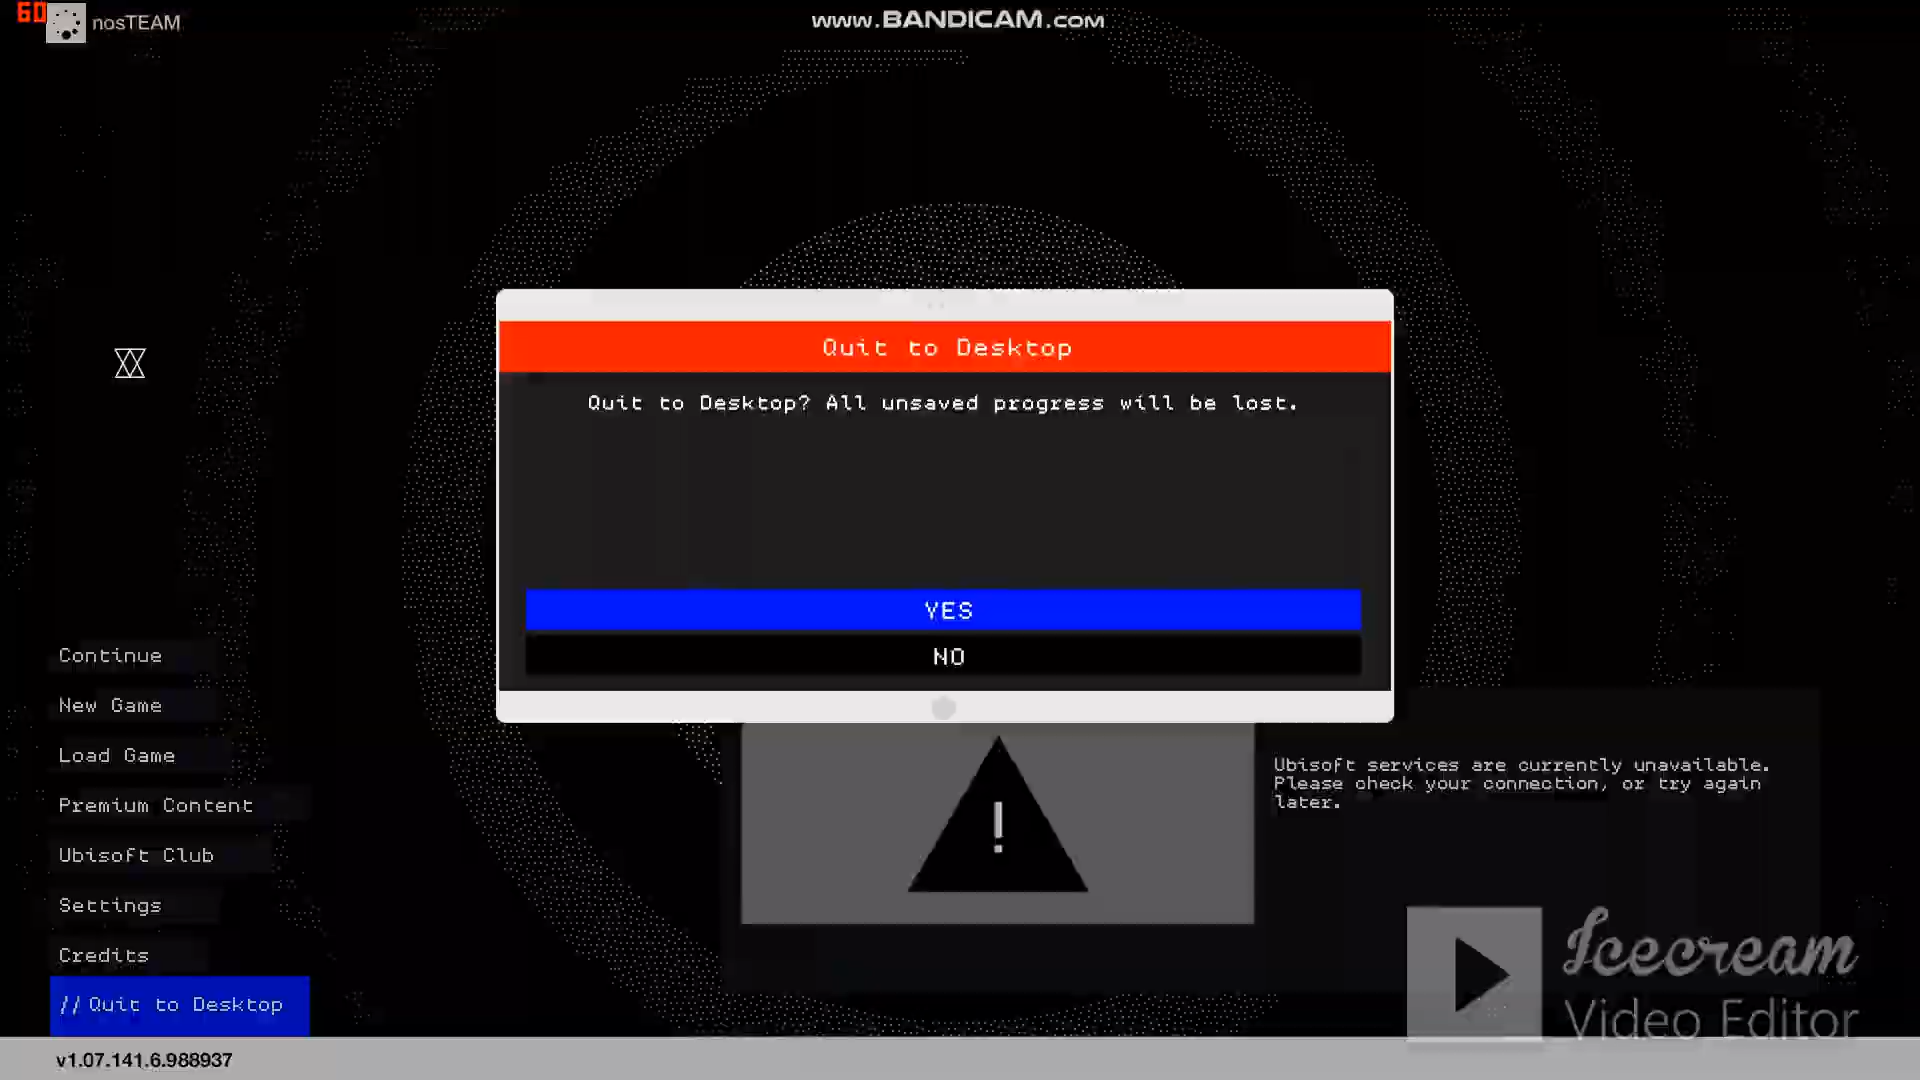 60
nosTEAM
www.BANDICAM.com
Quit to Desktop
Quit to Desktop? All unsaved progress will be lost.
YES
NO
Continue
New Game
Load Game
Premium Content
Ubisoft Club
Settings
Credits
//Quit to Desktop
Ubisoft services are currently unavailable.
Please check your connection, or try again
later.
!
Icecream
Video Editor
v1.07.141.6.988937